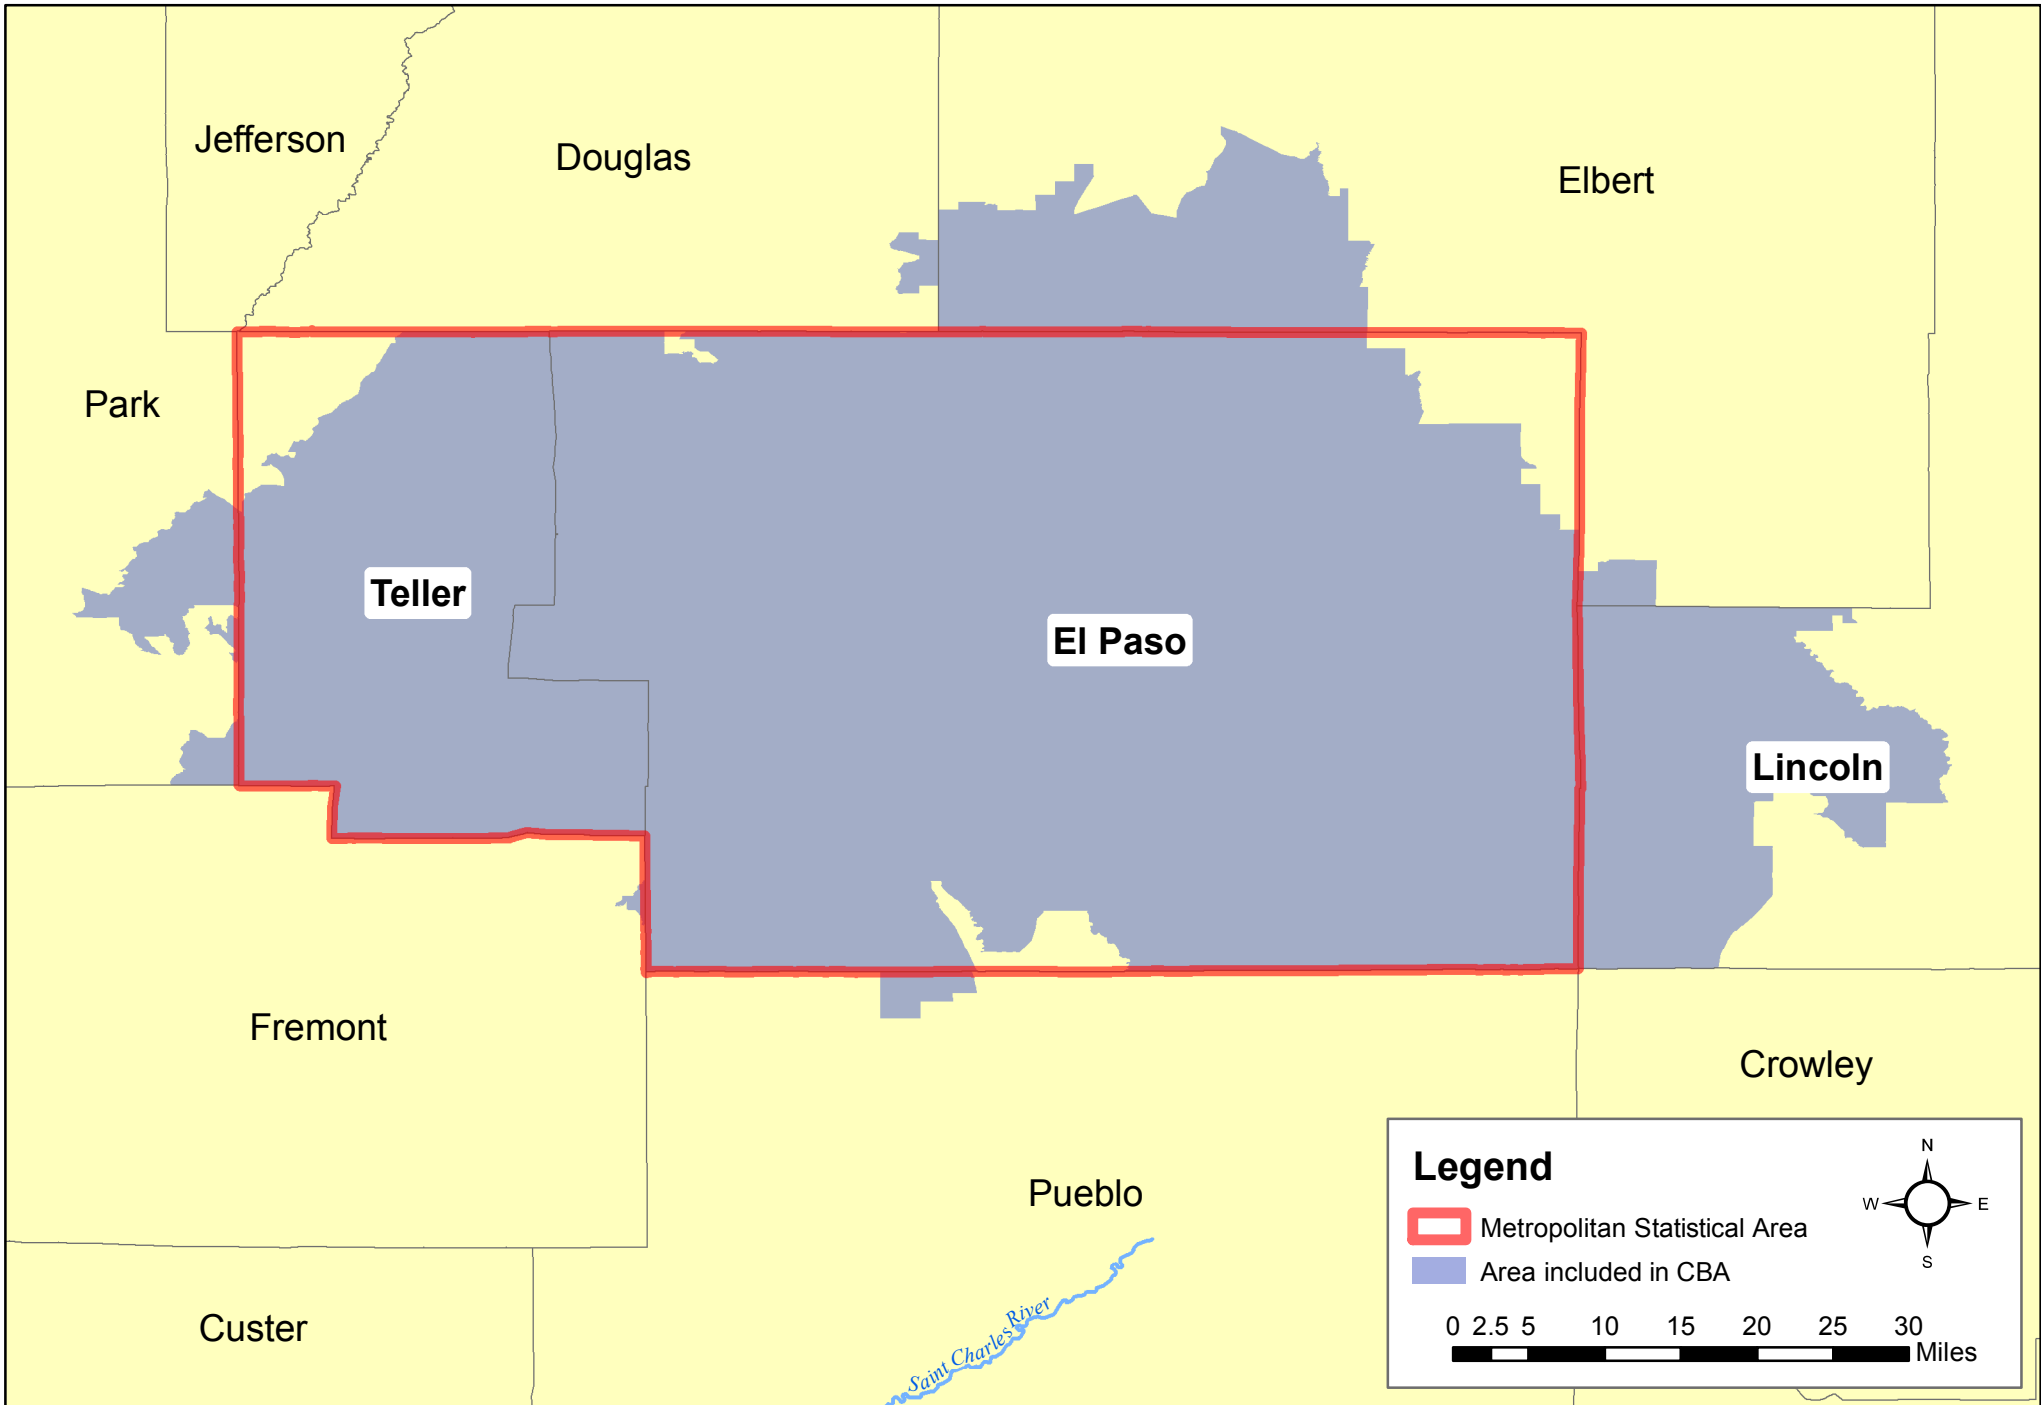 Jefferson
Douglas
Elbert
Park
Teller
El Paso
Lincoln
Fremont
Crowley
Pueblo
Custer
Saint Charles River
Legend
N
W
E
S
Metropolitan Statistical Area
Area included in CBA
0 2.5 5 10 15 20 25 30
Miles